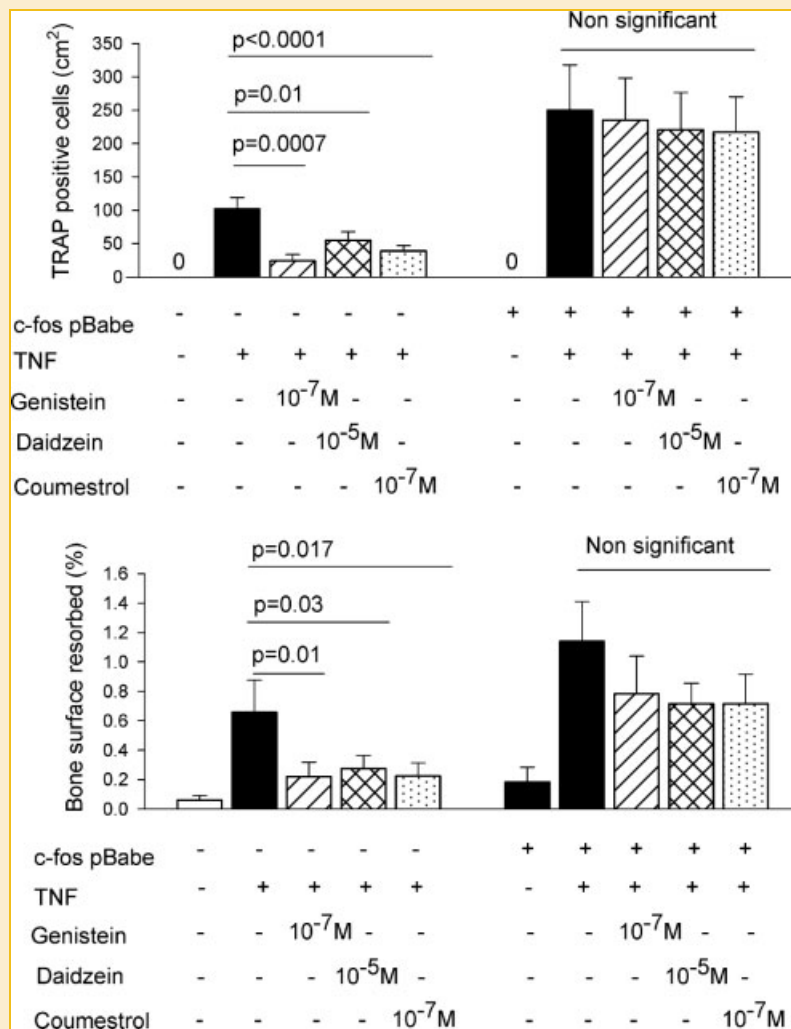 Non significant
p<0.0001
p=0.01
p=0.0007
TRAP positive cells (cm²)
350
300
250
200
150
100
50
0
0 0
c-fos pBabe - - - - - + + + + +
TNF - + + + + - + + + +
Genistein - - 10⁻⁷M - - - - 10⁻⁷M - -
Daidzein - - - 10⁻⁵M - - - - 10⁻⁵M -
Coumestrol - - - - 10⁻⁷M - - - - 10⁻⁷M
Non significant
p=0.017
p=0.03
p=0.01
Bone surface resorbed (%)
1.6
1.4
1.2
1.0
0.8
0.6
0.4
0.2
0.0
c-fos pBabe - - - - - + + + + +
TNF - + + + + - + + + +
Genistein - - 10⁻⁷M - - - - 10⁻⁷M - -
Daidzein - - - 10⁻⁵M - - - - 10⁻⁵M -
Coumestrol - - - - 10⁻⁷M - - - - 10⁻⁷M